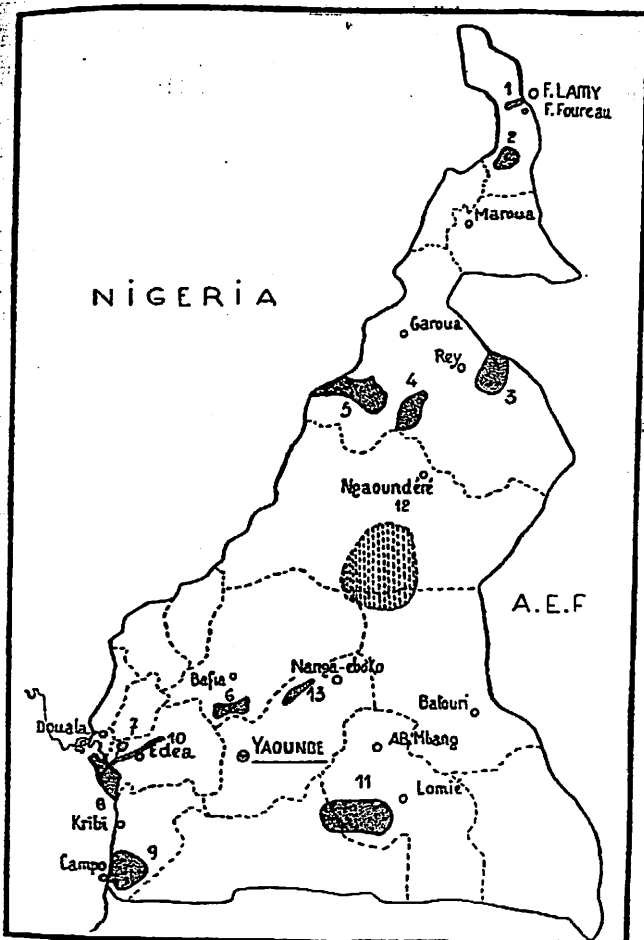 1
F. LAMY
F. Foureau
2
Maroua
NiGERiA
Garoua
Rey
4
3
5
Ngaoundéré
12
A.E.F
Bafia
Nanga-eboko
6
13
Batouri
Douala
7
10
Edea
YAOUNDE
AB, Mbang
8
11
Lomié
Kribi
9
Campo